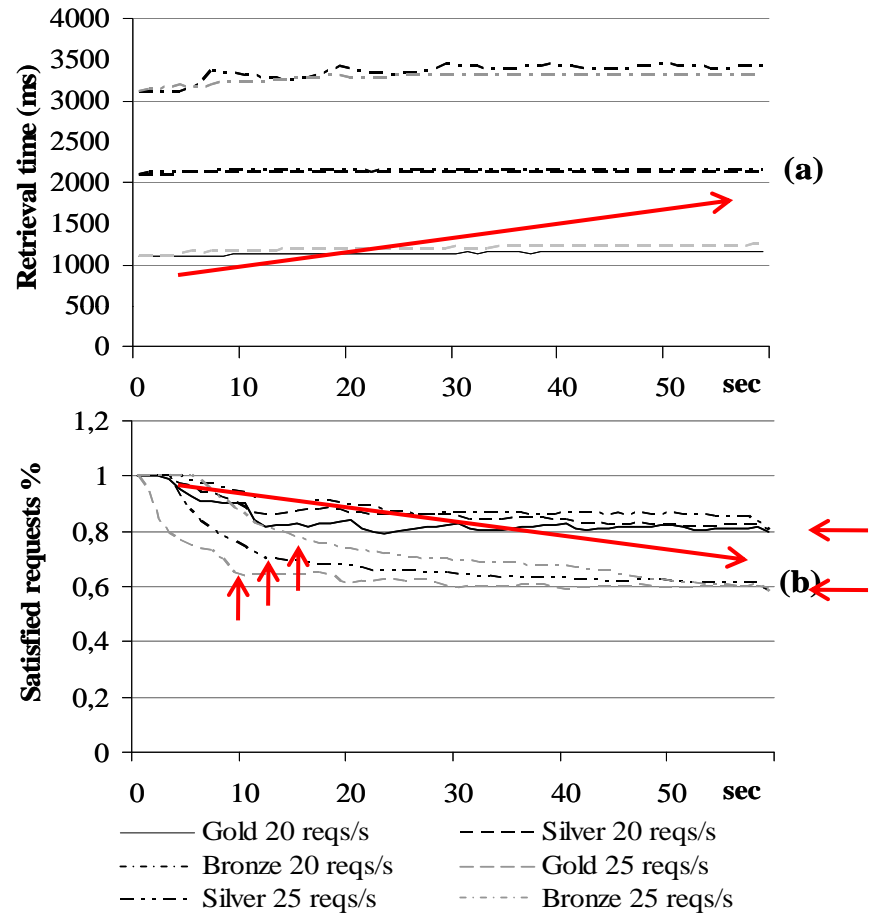 4000
3500
3000
2500
2000
1500
1000
500
0
Retrieval time (ms)
(a)
0 10 20 30 40 50 sec
1,2
1
0,8
0,6
0,4
0,2
0
Satisfied requests %
(b)
0 10 20 30 40 50 sec
Gold 20 reqs/s Silver 20 reqs/s
Bronze 20 reqs/s Gold 25 reqs/s
Silver 25 reqs/s Bronze 25 reqs/s